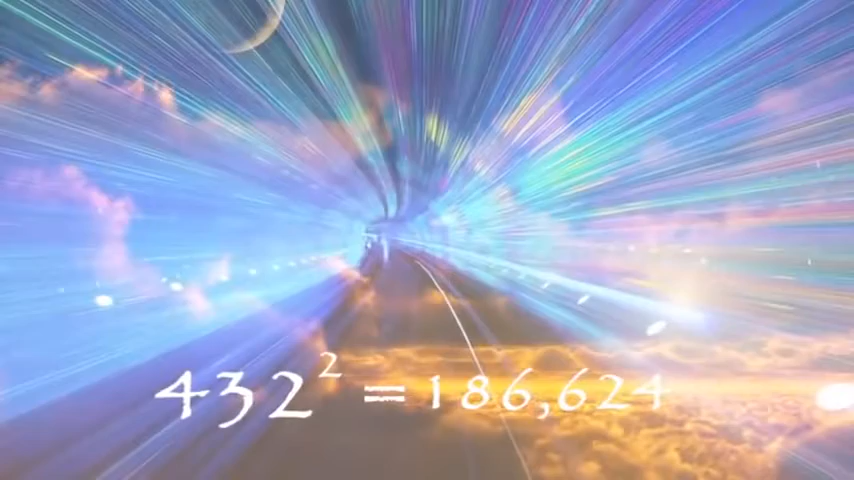 432² = 186,624